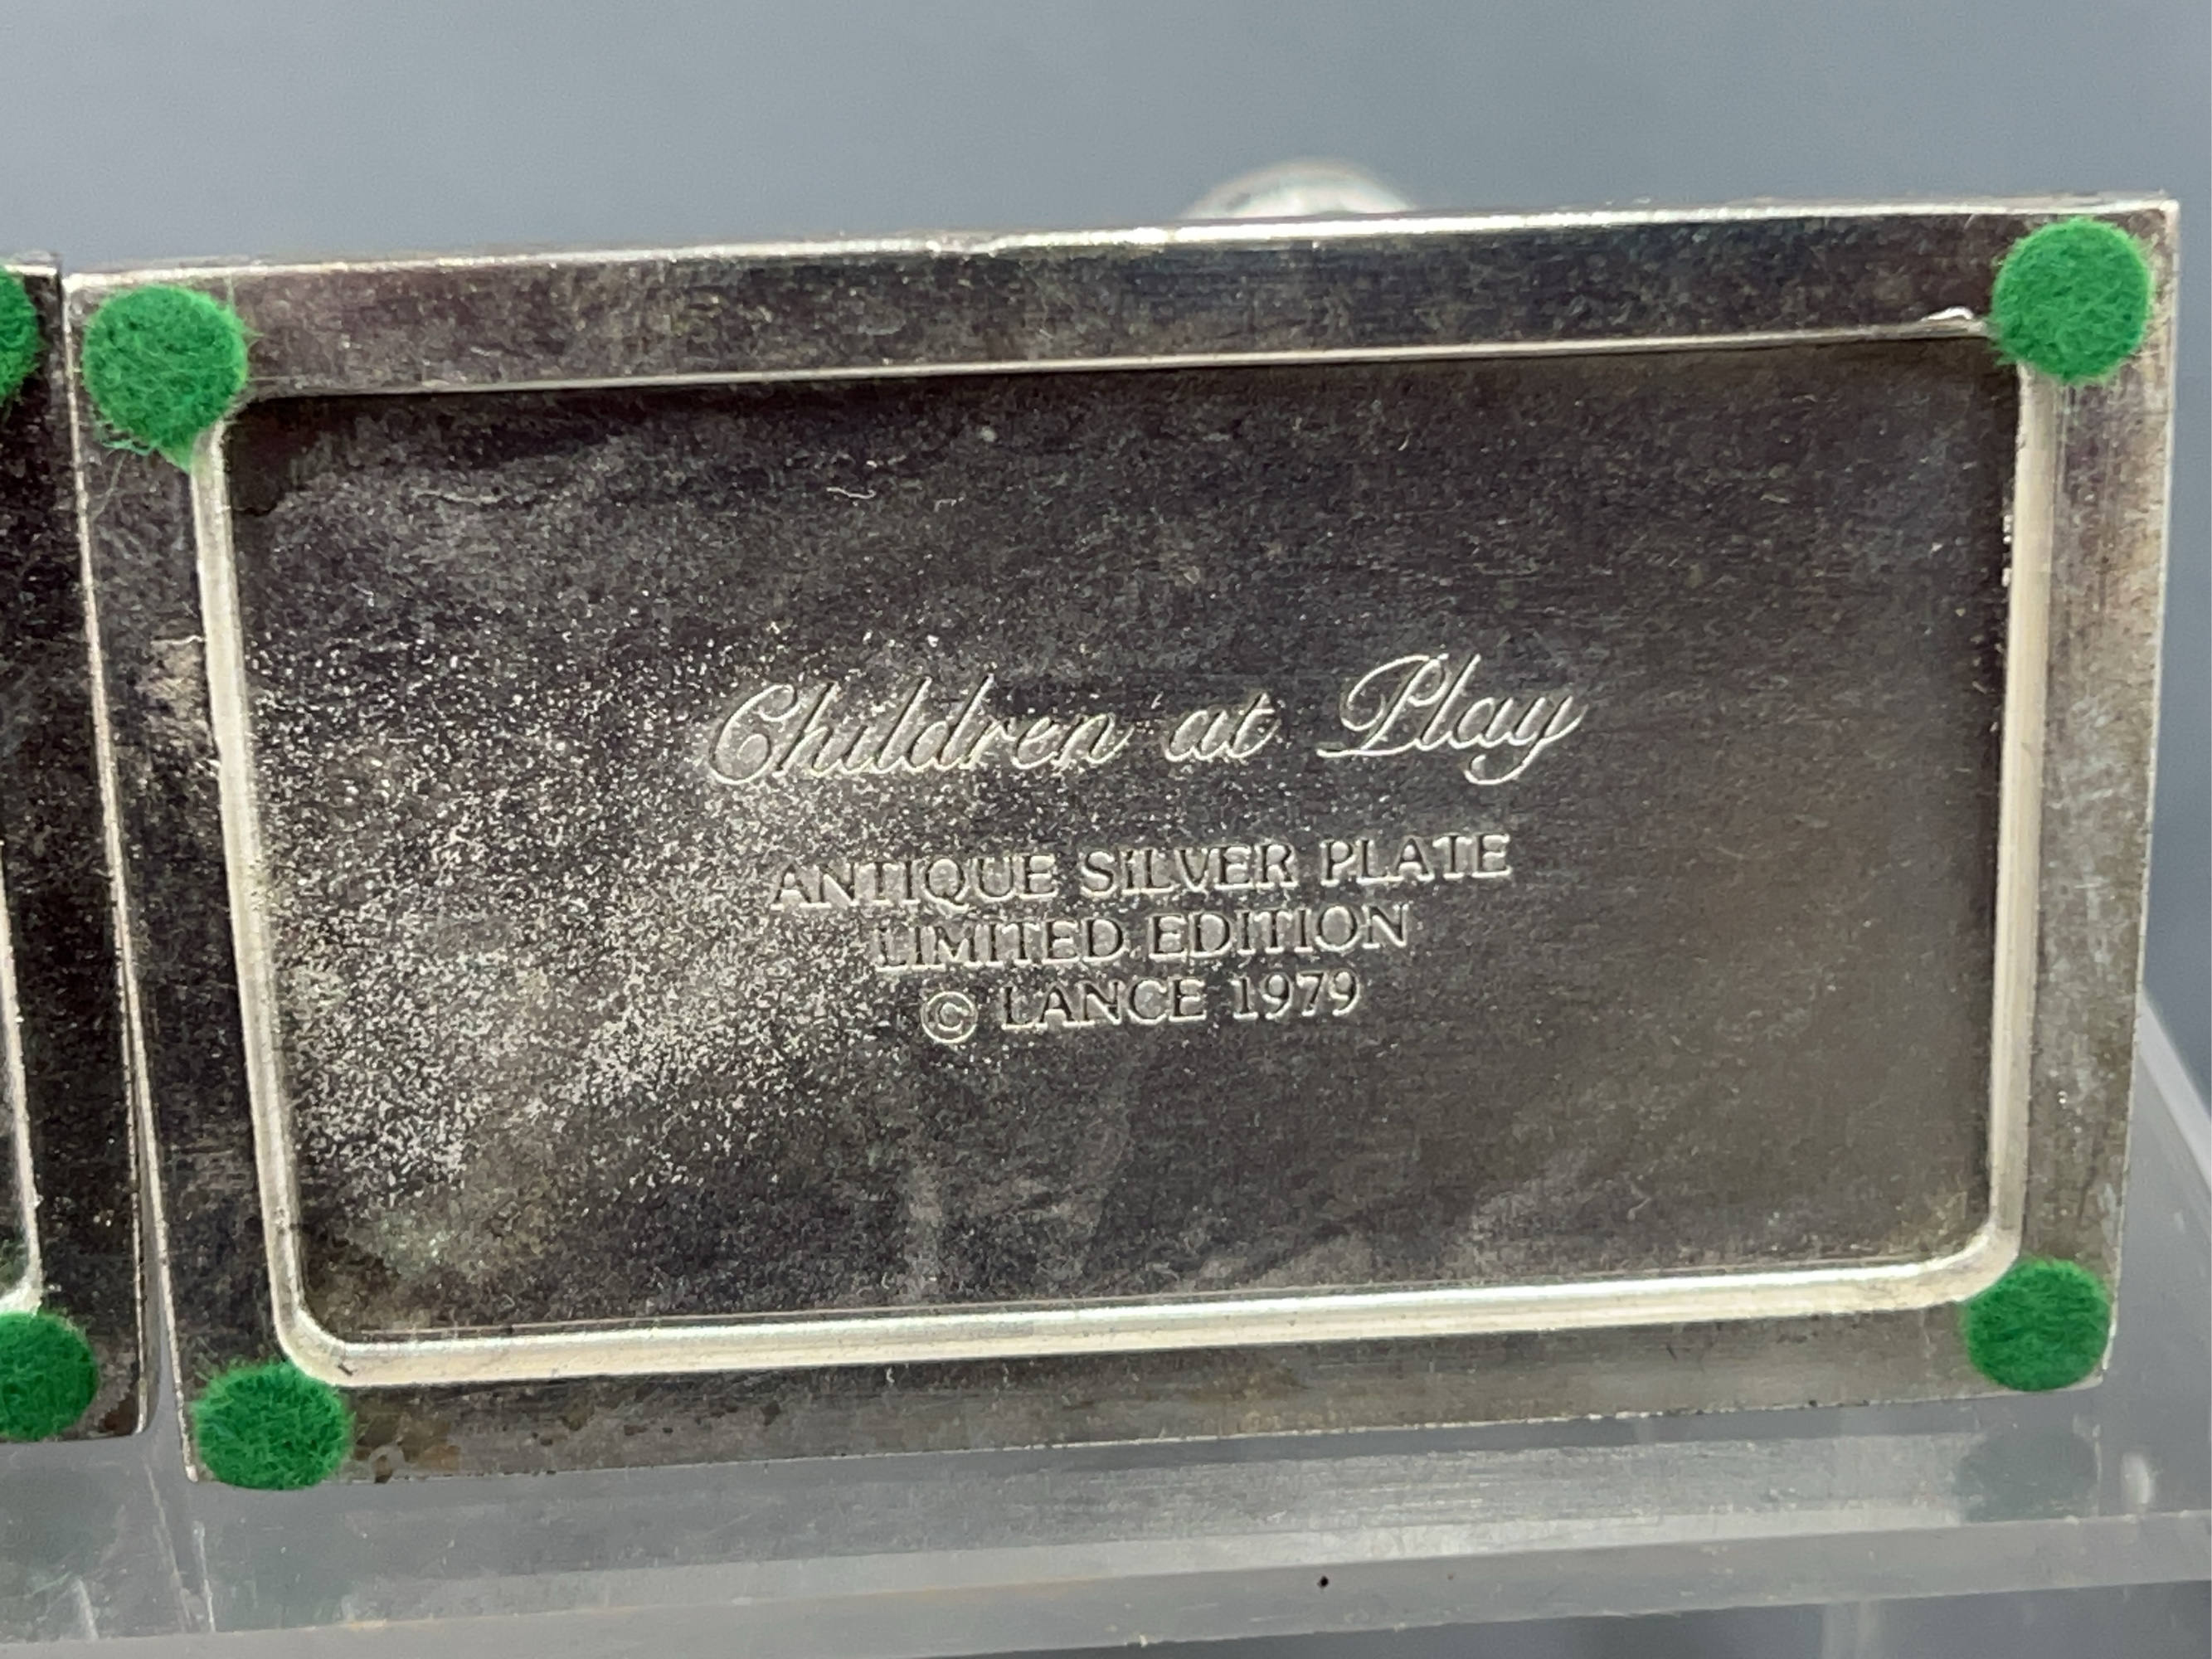 Children at Play
ANTIQUE SILVER PLATE
LIMITED EDITION
© LANCE 1979